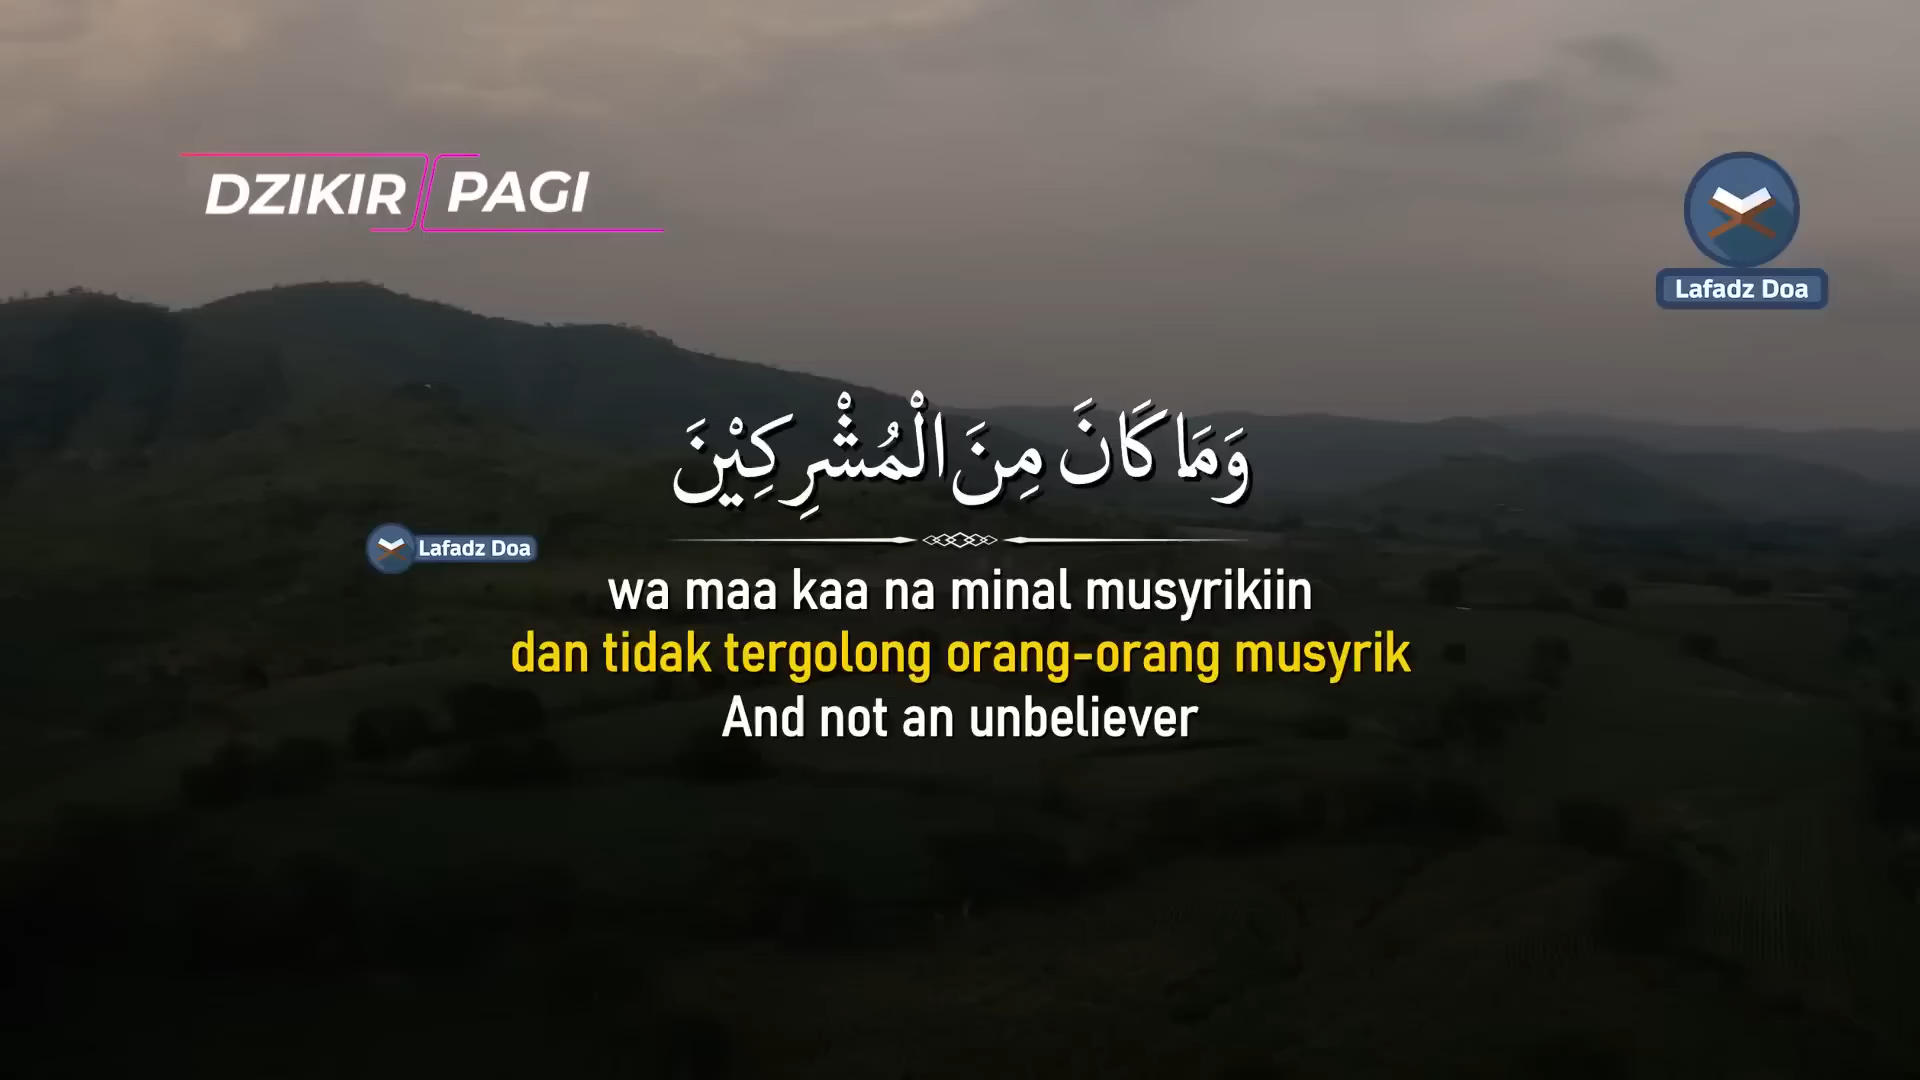 DZIKIR PAGI
Lafadz Doa
وَمَا كَانَ مِنَ الْمُشْرِكِيْنَ
Lafadz Doa
wa maa kaa na minal musyrikiin
dan tidak tergolong orang-orang musyrik
And not an unbeliever